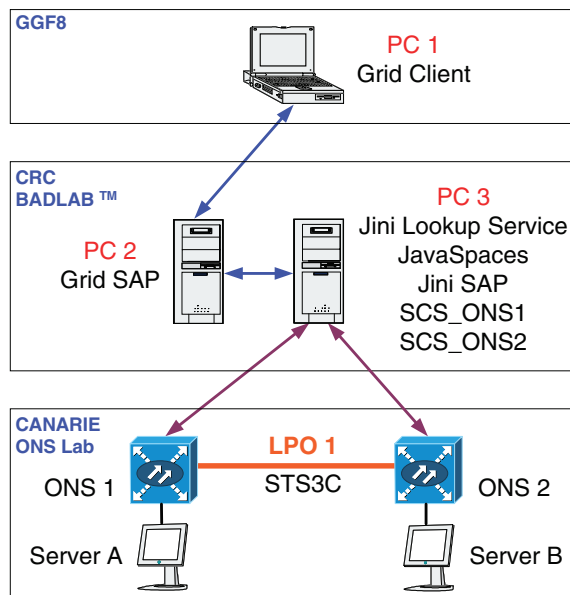 GGF8
PC 1
Grid Client
CRC
BADLAB TM
PC 2
Grid SAP
PC 3
Jini Lookup Service
JavaSpaces
Jini SAP
SCS_ONS1
SCS_ONS2
CANARIE
ONS Lab
LPO 1
STS3C
ONS 1
ONS 2
Server A
Server B